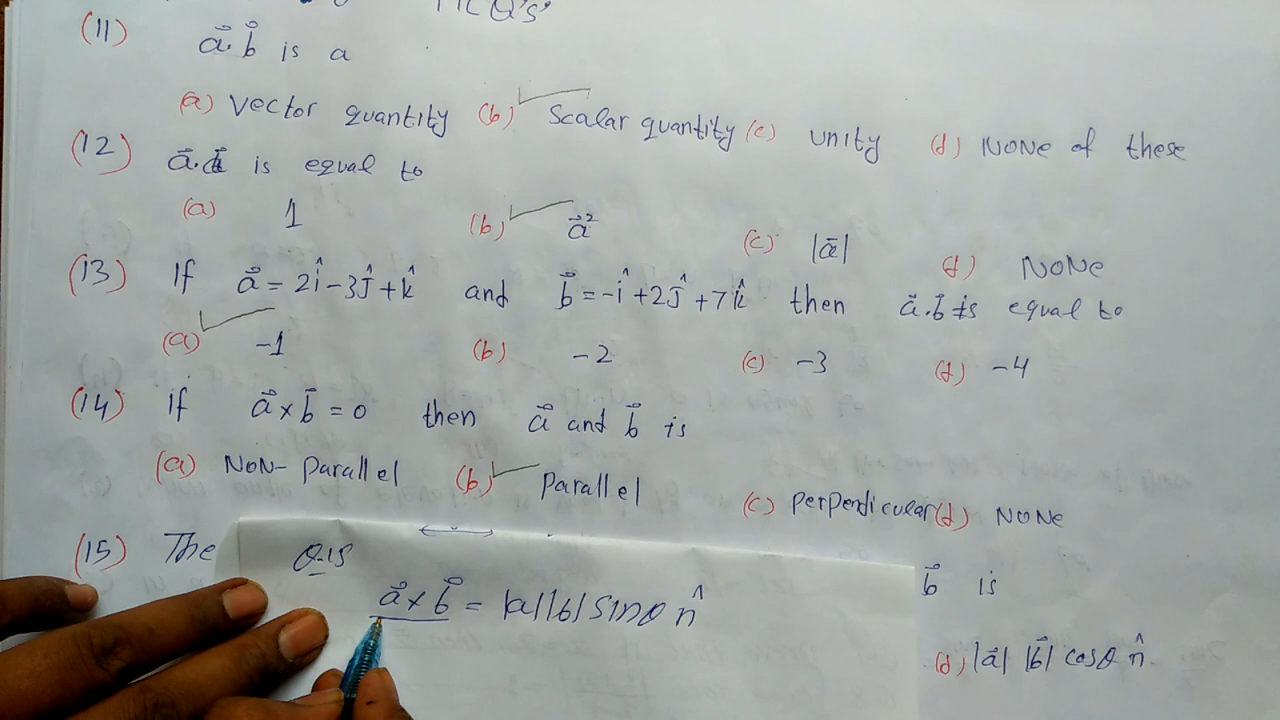 MCQ'S'
(11) a⃗.b⃗ is a
(a) Vector quantity (b) ✓ Scalar quantity (c) unity (d) NONE of these
(12) a⃗.a⃗ is equal to
(a) 1 (b) ✓ a⃗² (c) |a⃗| (d) NONE
(13) If a⃗ = 2î-3ĵ+k̂ and b⃗ = -î+2ĵ+7k̂ then a⃗.b⃗ is equal to
(a) ✓ -1 (b) -2 (c) -3 (d) -4
(14) If a⃗×b⃗ = 0 then a⃗ and b⃗ is
(a) NON-Parallel (b) ✓ Parallel (c) Perpendicular (d) NONE
(15) The b⃗ is
Q.15
a⃗×b⃗ = |a||b| sinθ n̂
(d) |a⃗| |b⃗| cosθ n̂.